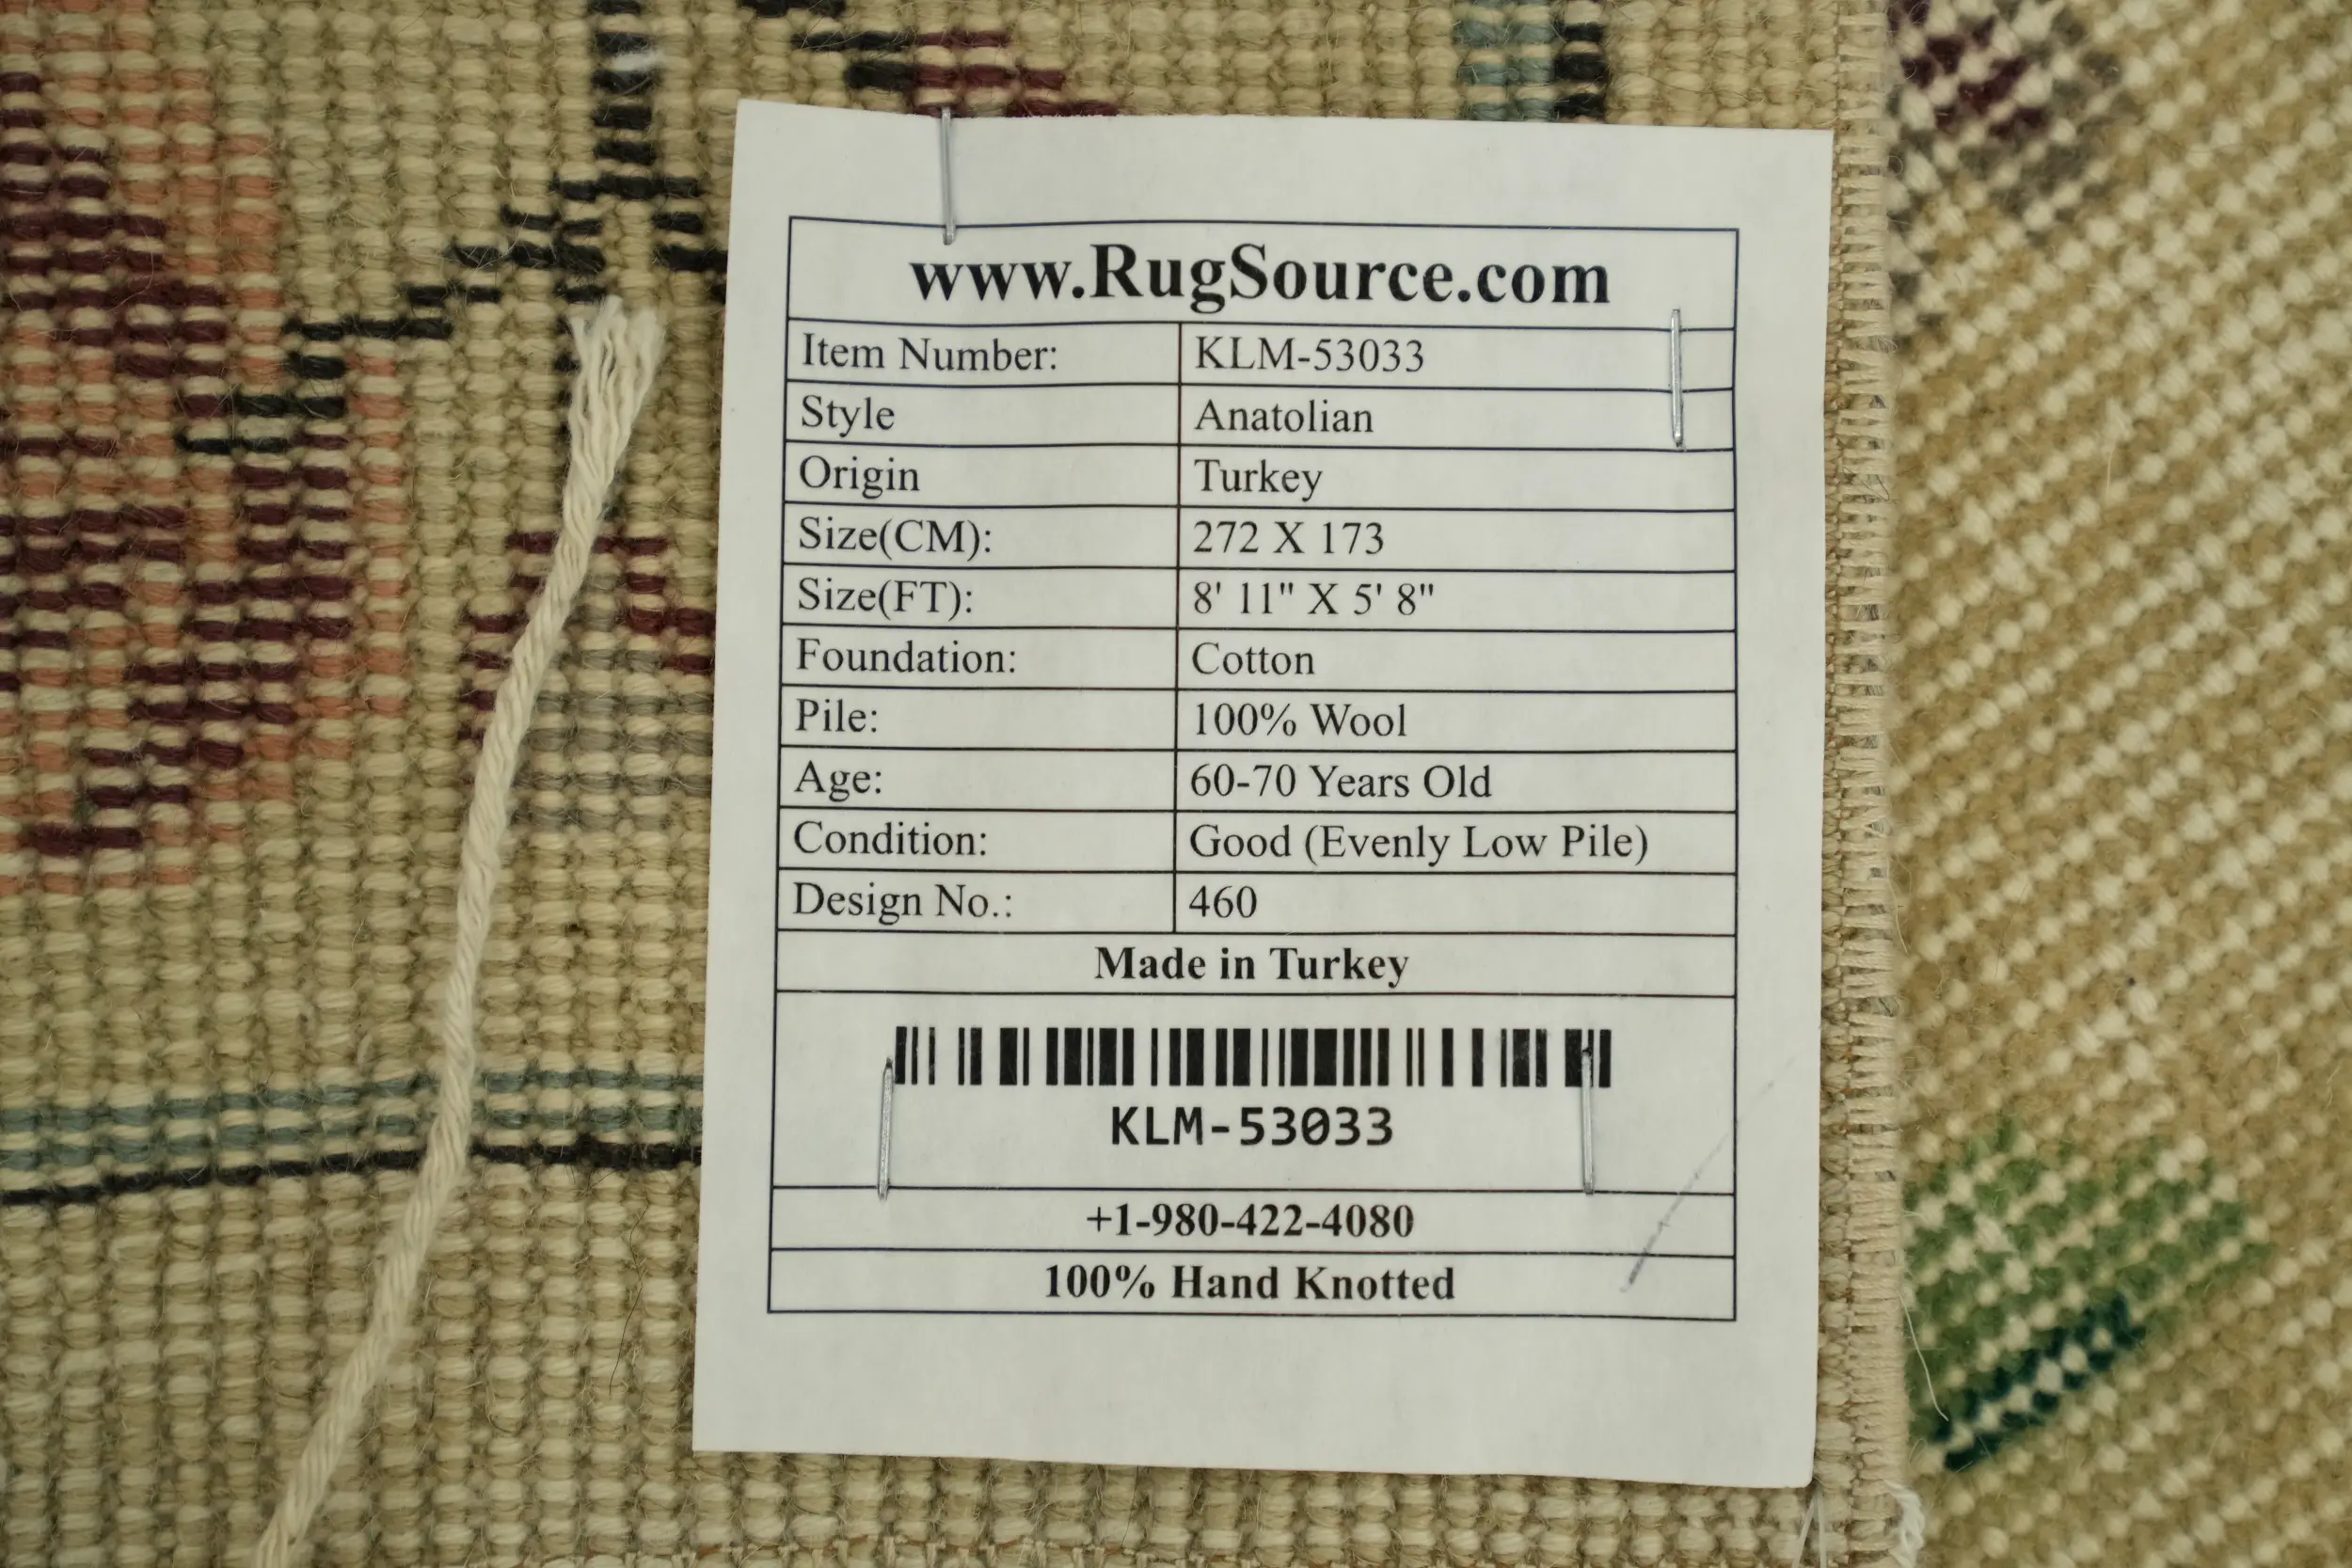 www.RugSource.com
Item Number: KLM-53033
Style Anatolian
Origin Turkey
Size(CM): 272 X 173
Size(FT): 8' 11" X 5' 8"
Foundation: Cotton
Pile: 100% Wool
Age: 60-70 Years Old
Condition: Good (Evenly Low Pile)
Design No.: 460
Made in Turkey
KLM-53033
+1-980-422-4080
100% Hand Knotted